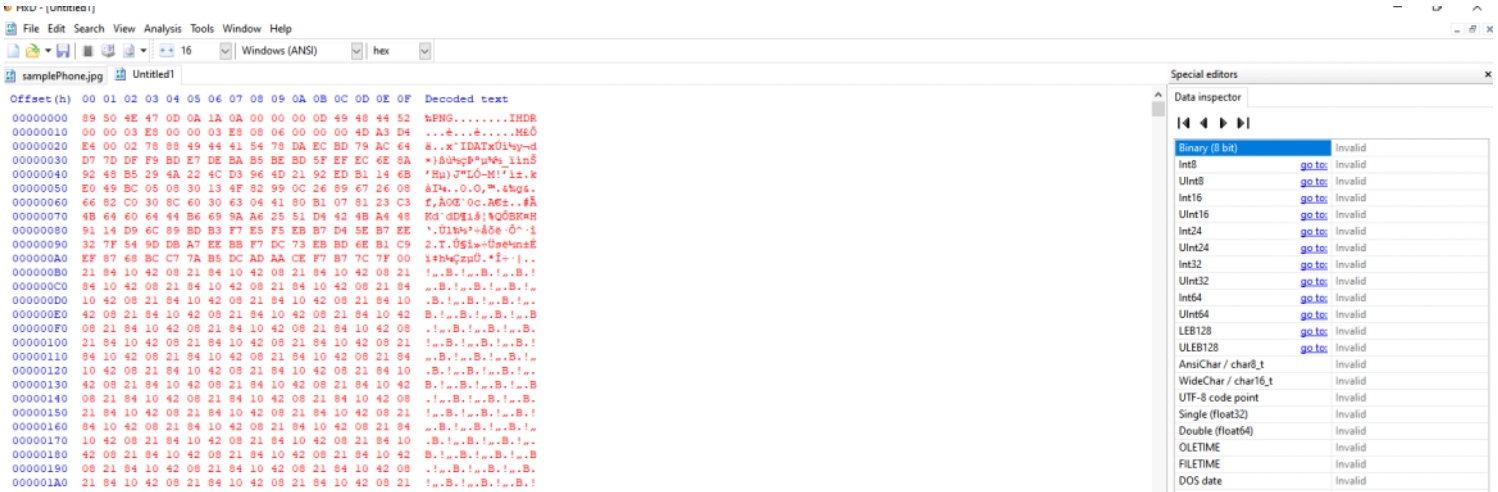 HxD - [Untitled1]
File Edit Search View Analysis Tools Window Help
16 Windows (ANSI) hex
samplePhone.jpg Untitled1
Special editors
Data inspector
Offset(h) 00 01 02 03 04 05 06 07 08 09 0A 0B 0C 0D 0E 0F Decoded text
00000000 89 50 4E 47 0D 0A 1A 0A 00 00 00 0D 49 48 44 52 ‰PNG........IHDR
00000010 00 00 03 E8 00 00 03 E8 08 06 00 00 00 4D A3 D4 ...è...è.....M£Ô
00000020 E4 00 02 78 88 49 44 41 54 78 DA EC BD 79 AC 64 ä..xˆIDATxÚì½y¬d
00000030 D7 7D DF F9 BD E7 DE BA B5 BE BD 5F EF EC 6E 8A ×}ßù½çÞºµ¾½_ïìnŠ
00000040 92 48 B5 29 4A 22 4C D3 96 4D 21 92 ED B1 14 6B ’Hµ)J"LÓ–M!’í±.k
00000050 E0 49 BC 05 08 30 13 4F 82 99 0C 26 89 67 26 08
00000060 66 82 C0 30 8C 60 30 63 04 41 80 B1 07 81 23 C3
00000070 4B 64 60 64 44 B6 69 9A A6 25 51 D4 42 4B A4 48
00000080 91 14 D9 6C 89 BD B3 F7 E5 F5 EB B7 D4 5E B7 EE
00000090 32 7F 54 9D DB A7 EE BB F7 DC 73 EB BD 6E B1 C9
000000A0 EF 87 68 BC C7 7A B5 DC AD AA CE F7 B7 7C 7F 00
000000B0 21 84 10 42 08 21 84 10 42 08 21 84 10 42 08 21 !„.B.!„.B.!„.B.!
000000C0 84 10 42 08 21 84 10 42 08 21 84 10 42 08 21 84 „.B.!„.B.!„.B.!„
000000D0 10 42 08 21 84 10 42 08 21 84 10 42 08 21 84 10 .B.!„.B.!„.B.!„.
000000E0 42 08 21 84 10 42 08 21 84 10 42 08 21 84 10 42 B.!„.B.!„.B.!„.B
000000F0 08 21 84 10 42 08 21 84 10 42 08 21 84 10 42 08 .!„.B.!„.B.!„.B.
00000100 21 84 10 42 08 21 84 10 42 08 21 84 10 42 08 21 !„.B.!„.B.!„.B.!
00000110 84 10 42 08 21 84 10 42 08 21 84 10 42 08 21 84 „.B.!„.B.!„.B.!„
00000120 10 42 08 21 84 10 42 08 21 84 10 42 08 21 84 10 .B.!„.B.!„.B.!„.
00000130 42 08 21 84 10 42 08 21 84 10 42 08 21 84 10 42 B.!„.B.!„.B.!„.B
00000140 08 21 84 10 42 08 21 84 10 42 08 21 84 10 42 08 .!„.B.!„.B.!„.B.
00000150 21 84 10 42 08 21 84 10 42 08 21 84 10 42 08 21 !„.B.!„.B.!„.B.!
00000160 84 10 42 08 21 84 10 42 08 21 84 10 42 08 21 84 „.B.!„.B.!„.B.!„
00000170 10 42 08 21 84 10 42 08 21 84 10 42 08 21 84 10 .B.!„.B.!„.B.!„.
00000180 42 08 21 84 10 42 08 21 84 10 42 08 21 84 10 42 B.!„.B.!„.B.!„.B
00000190 08 21 84 10 42 08 21 84 10 42 08 21 84 10 42 08 .!„.B.!„.B.!„.B.
000001A0 21 84 10 42 08 21 84 10 42 08 21 84 10 42 08 21 !„.B.!„.B.!„.B.!
Binary (8 bit) Invalid
Int8 go to: Invalid
UInt8 go to: Invalid
Int16 go to: Invalid
UInt16 go to: Invalid
Int24 go to: Invalid
UInt24 go to: Invalid
Int32 go to: Invalid
UInt32 go to: Invalid
Int64 go to: Invalid
UInt64 go to: Invalid
LEB128 go to: Invalid
ULEB128 go to: Invalid
AnsiChar / char8_t Invalid
WideChar / char16_t Invalid
UTF-8 code point Invalid
Single (float32) Invalid
Double (float64) Invalid
OLETIME Invalid
FILETIME Invalid
DOS date Invalid